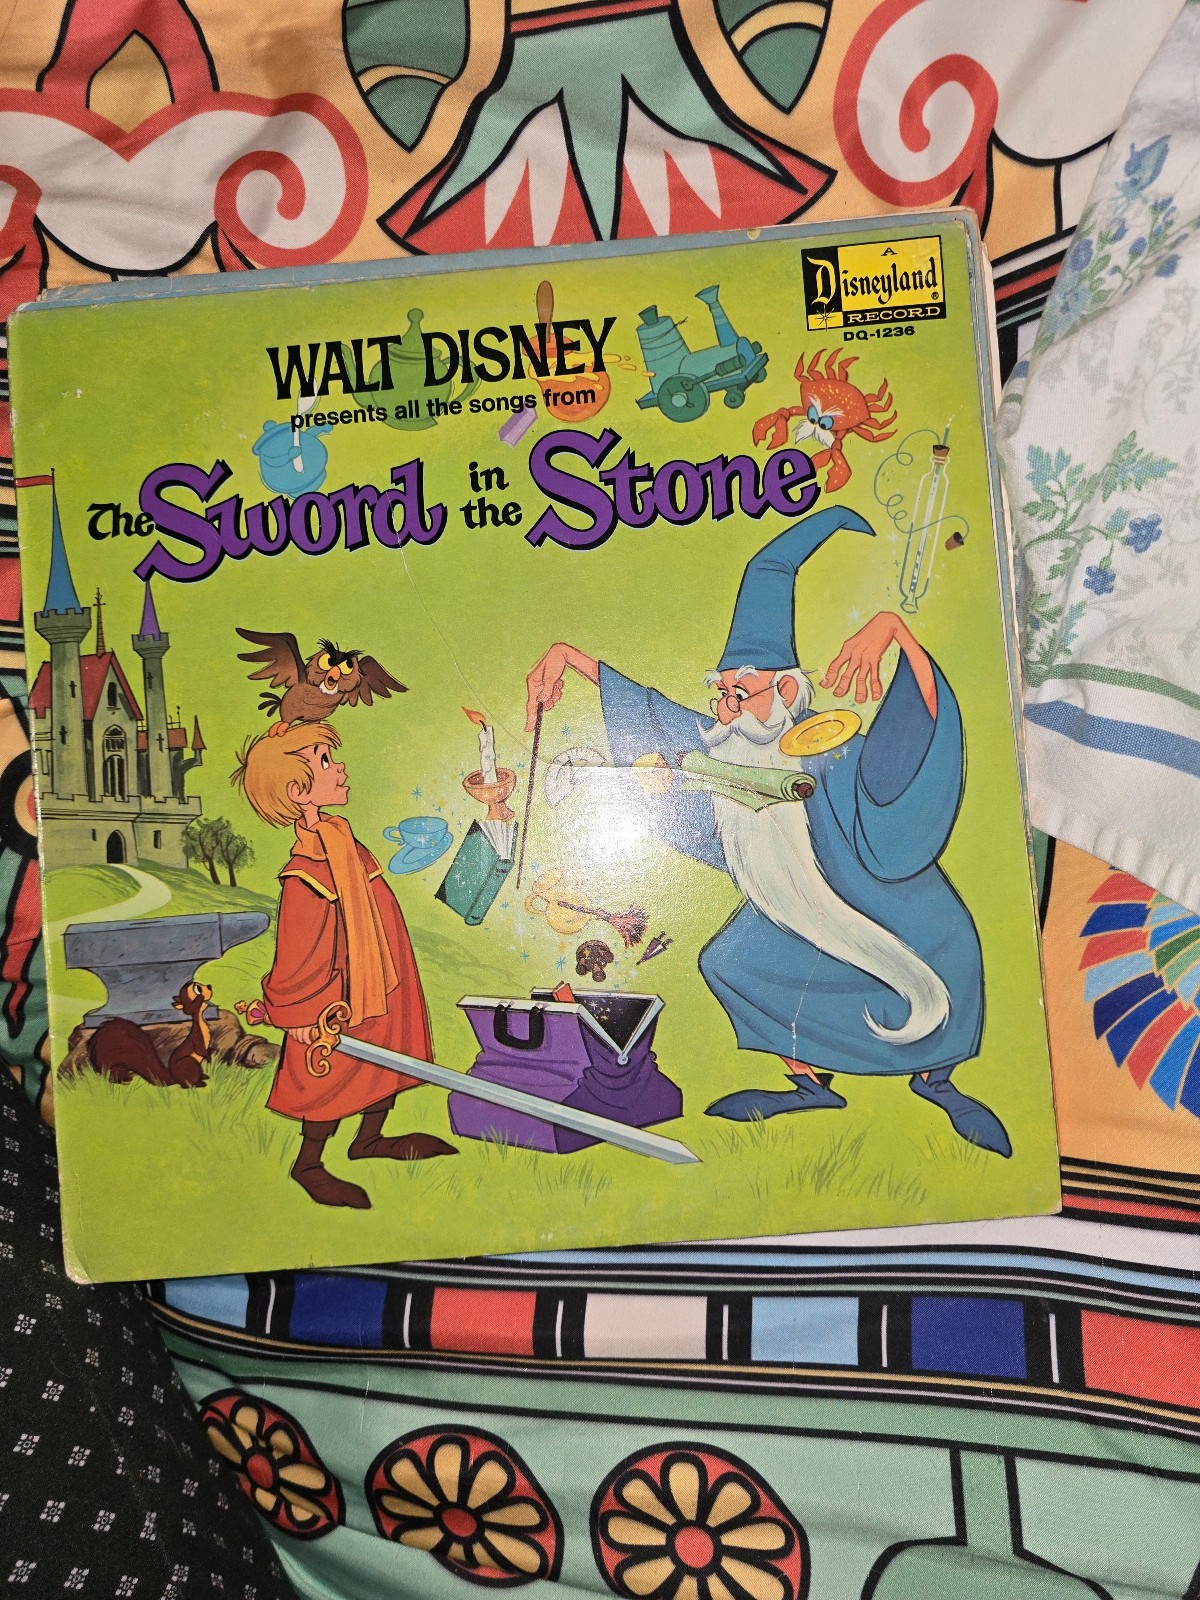 A
Disneyland®
RECORD
DQ-1236
WALT DISNEY
presents all the songs from
The Sword in the Stone